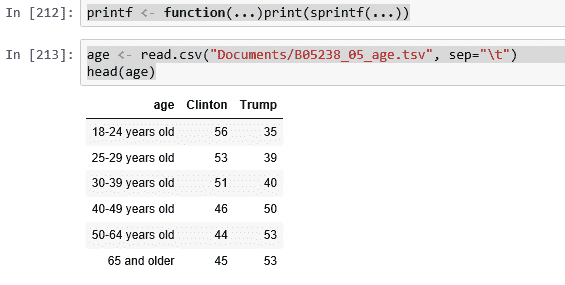 In [212]: printf <- function(...)print(sprintf(...))
In [213]: age <- read.csv("Documents/B05238_05_age.tsv", sep="\t")
head(age)
age Clinton Trump
18-24 years old 56 35
25-29 years old 53 39
30-39 years old 51 40
40-49 years old 46 50
50-64 years old 44 53
65 and older 45 53